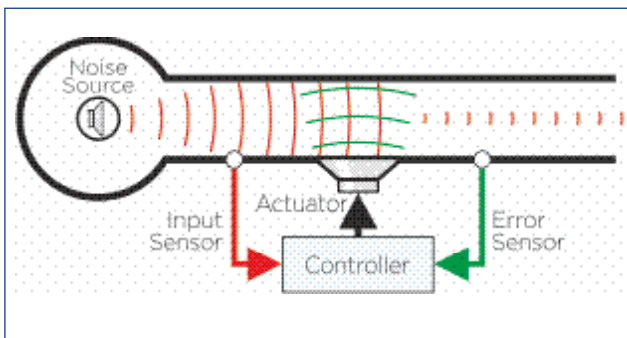 Noise
Source
Actuator
Input
Sensor
Error
Sensor
Controller